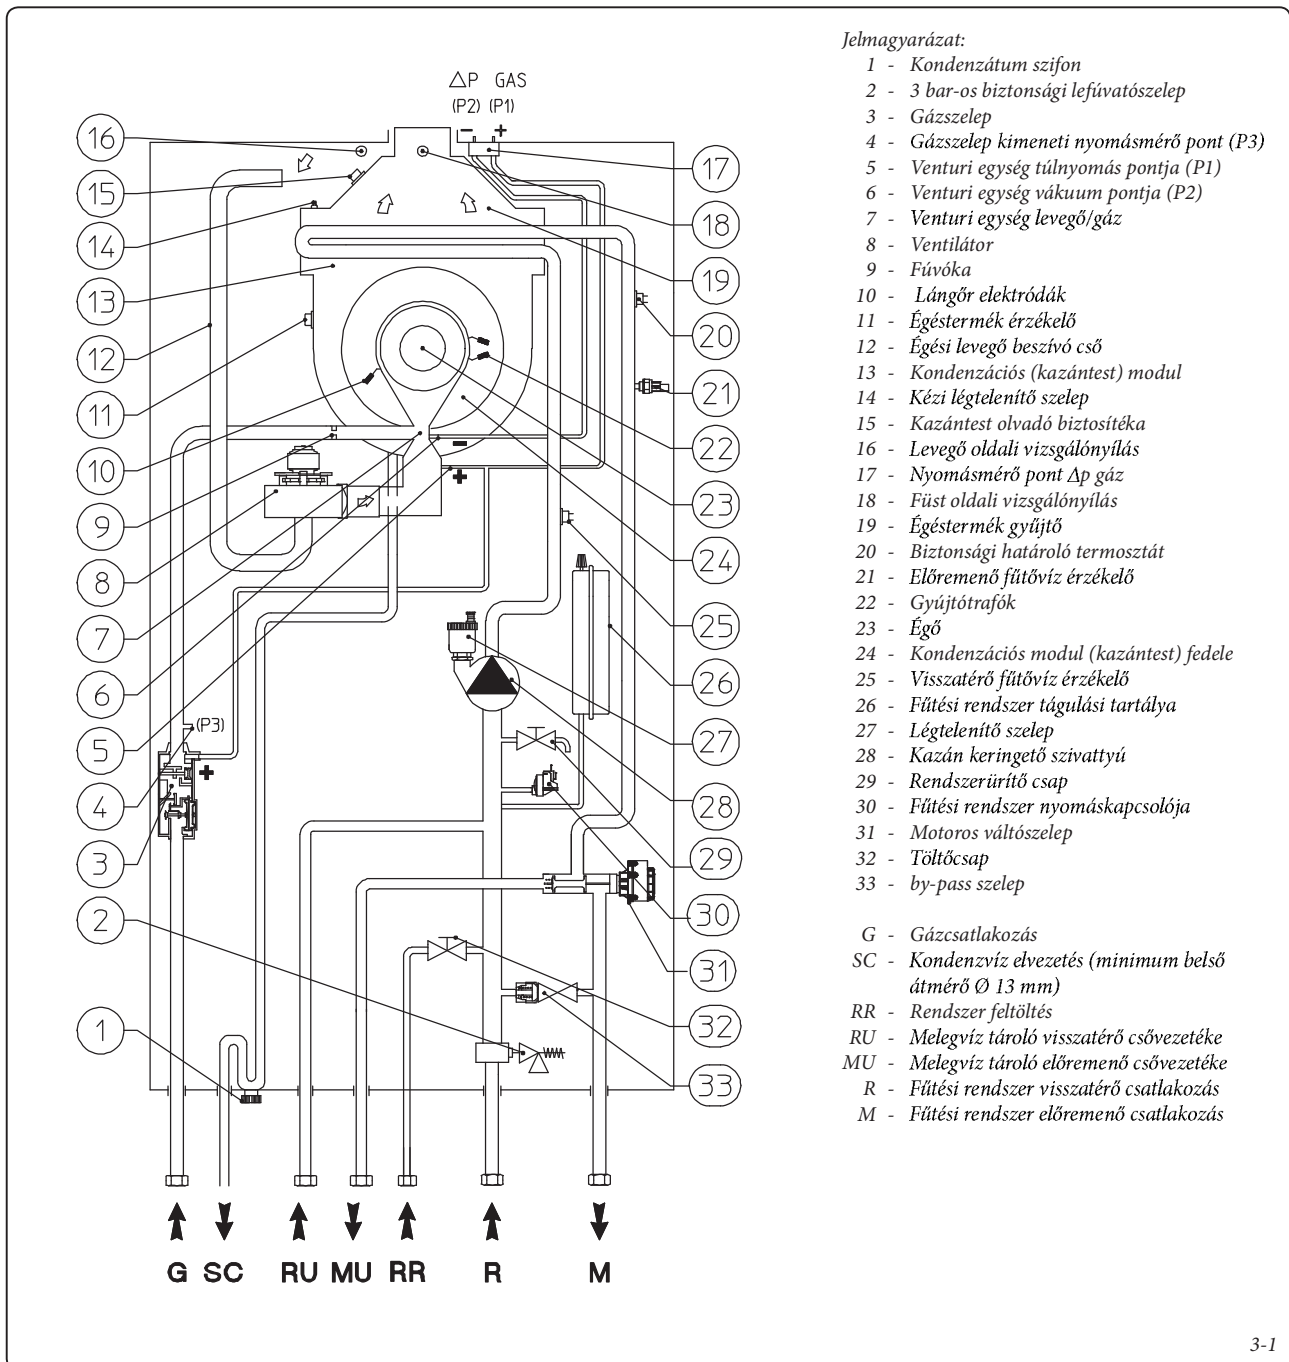 △P GAS
(P2) (P1)
− +
16
15
14
13
12
11
10
9
8
7
6
5
4
3
2
1
17
18
19
20
21
22
23
24
25
26
27
28
29
30
31
32
33
−
+
(P3)
+
G SC RU MU RR R M
Jelmagyarázat:
1 - Kondenzátum szifon
2 - 3 bar-os biztonsági lefúvatószelep
3 - Gázszelep
4 - Gázszelep kimeneti nyomásmérő pont (P3)
5 - Venturi egység túlnyomás pontja (P1)
6 - Venturi egység vákuum pontja (P2)
7 - Venturi egység levegő/gáz
8 - Ventilátor
9 - Fúvóka
10 - Lángőr elektródák
11 - Égéstermék érzékelő
12 - Égési levegő beszívó cső
13 - Kondenzációs (kazántest) modul
14 - Kézi légtelenítő szelep
15 - Kazántest olvadó biztosítéka
16 - Levegő oldali vizsgálónyílás
17 - Nyomásmérő pont Δp gáz
18 - Füst oldali vizsgálónyílás
19 - Égéstermék gyűjtő
20 - Biztonsági határoló termosztát
21 - Előremenő fűtővíz érzékelő
22 - Gyújtótrafók
23 - Égő
24 - Kondenzációs modul (kazántest) fedele
25 - Visszatérő fűtővíz érzékelő
26 - Fűtési rendszer tágulási tartálya
27 - Légtelenítő szelep
28 - Kazán keringető szivattyú
29 - Rendszerürítő csap
30 - Fűtési rendszer nyomáskapcsolója
31 - Motoros váltószelep
32 - Töltőcsap
33 - by-pass szelep
G - Gázcsatlakozás
SC - Kondenzvíz elvezetés (minimum belső
átmérő Ø 13 mm)
RR - Rendszer feltöltés
RU - Melegvíz tároló visszatérő csővezetéke
MU - Melegvíz tároló előremenő csővezetéke
R - Fűtési rendszer visszatérő csatlakozás
M - Fűtési rendszer előremenő csatlakozás
3-1